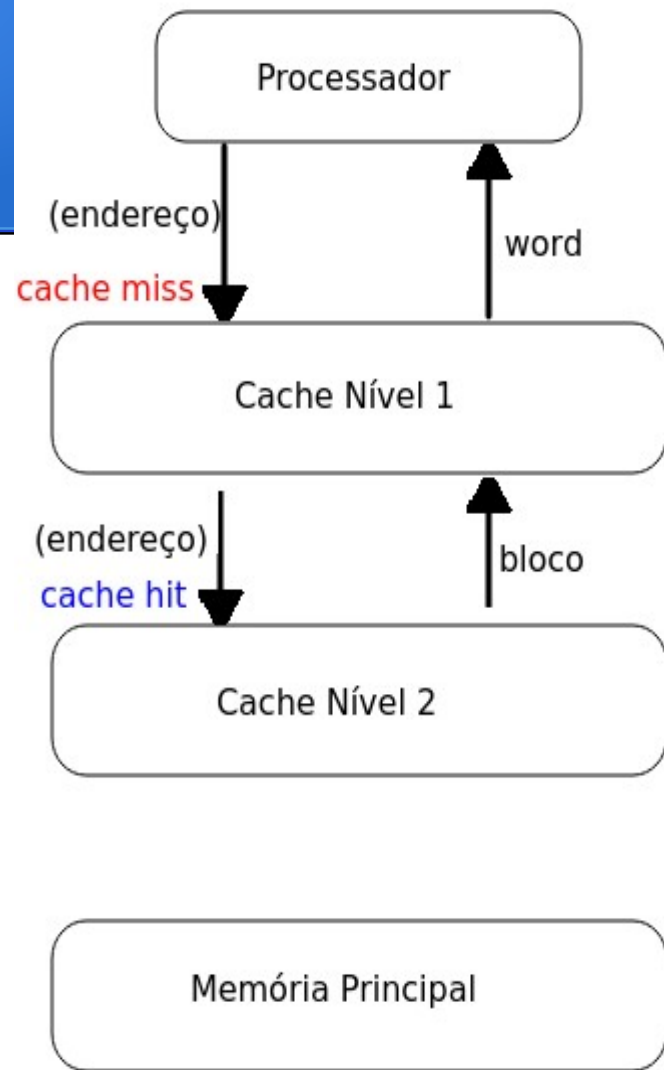 Processador
(endereço)
word
cache miss
Cache Nível 1
(endereço)
bloco
cache hit
Cache Nível 2
Memória Principal